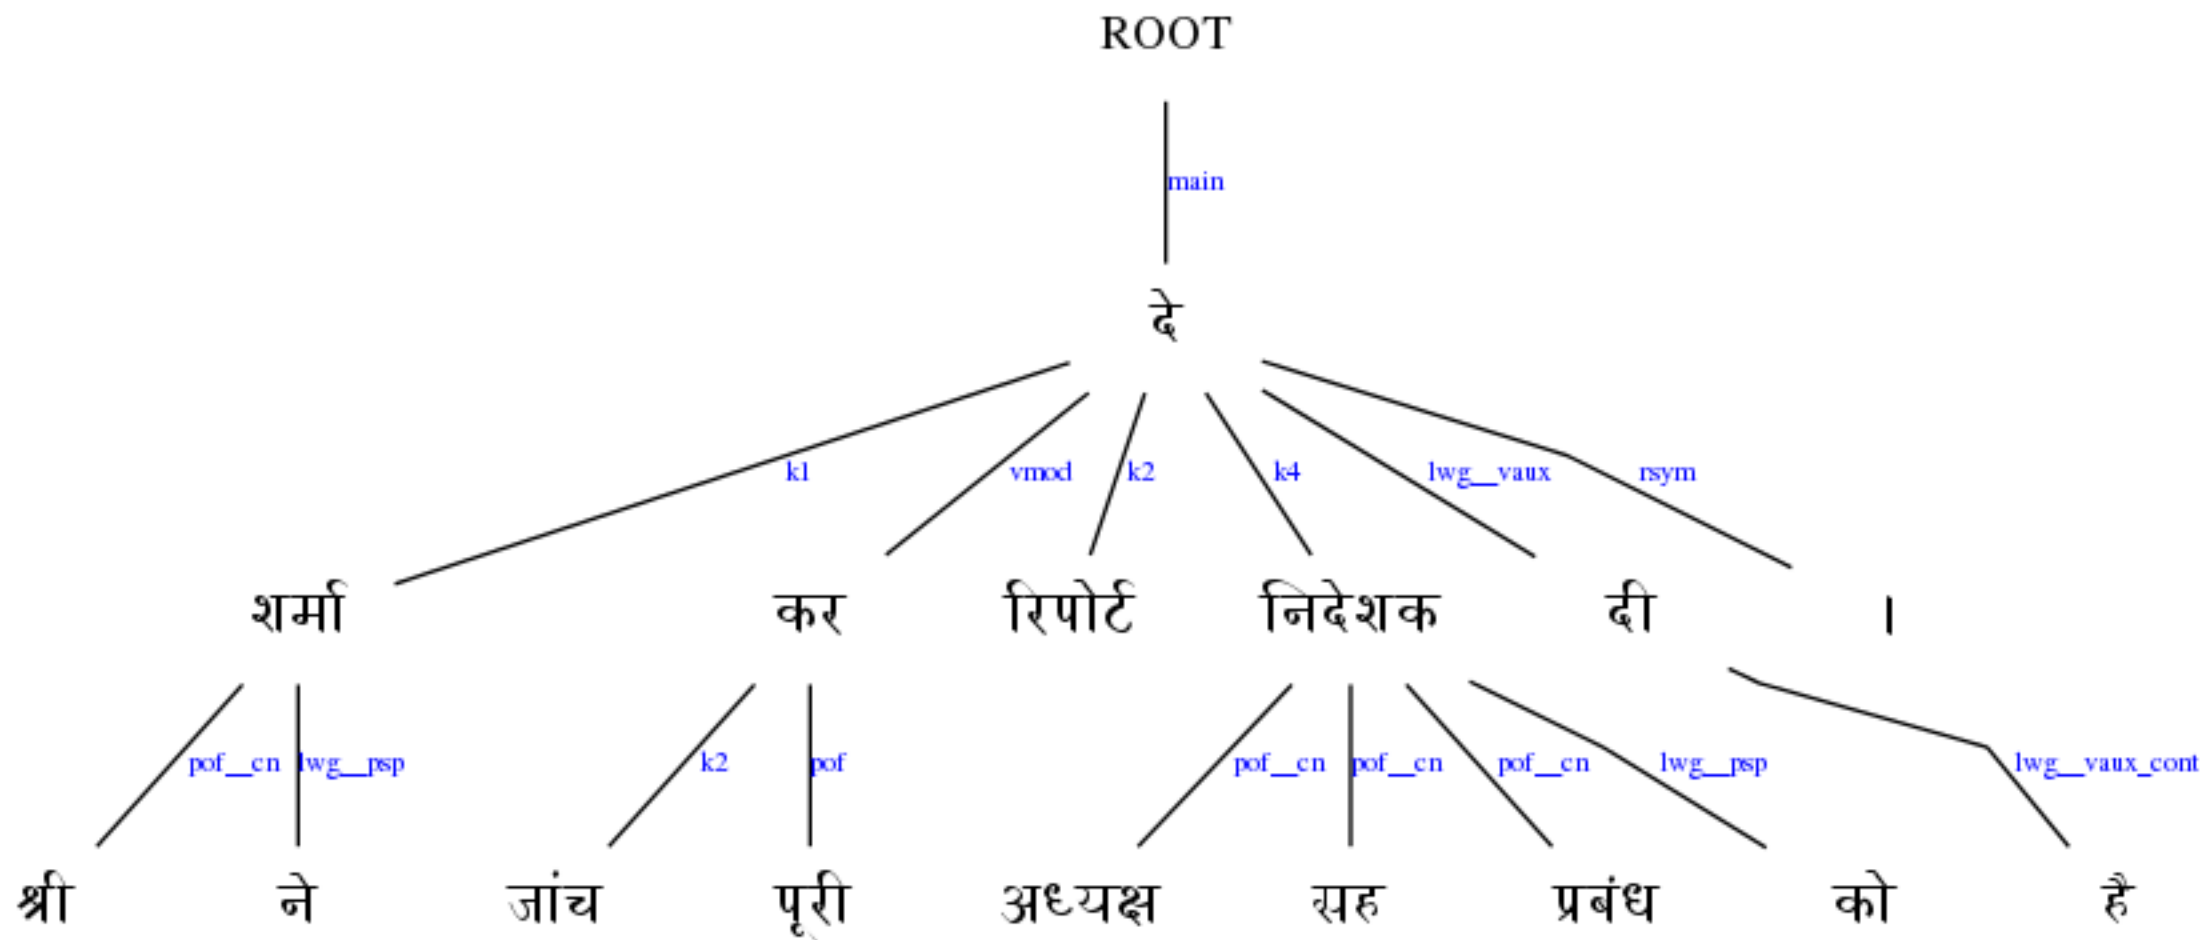 ROOT
main
दे
k1 vmod k2 k4 lwg__vaux rsym
शर्मा कर रिपोर्ट निदेशक दी ।
pof__cn lwg__psp k2 pof pof__cn pof__cn pof__cn lwg__psp lwg__vaux_cont
श्री ने जांच पूरी अध्यक्ष सह प्रबंध को है